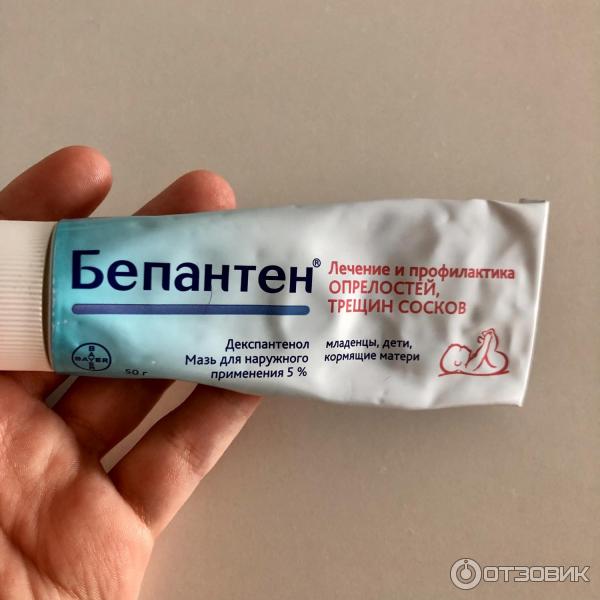 Бепантен®
Лечение и профилактика
ОПРЕЛОСТЕЙ,
ТРЕЩИН СОСКОВ
Декспантенол
Мазь для наружного
применения 5 %
младенцы, дети,
кормящие матери
BAYER
BAYER
50 г
ОТЗОВИК